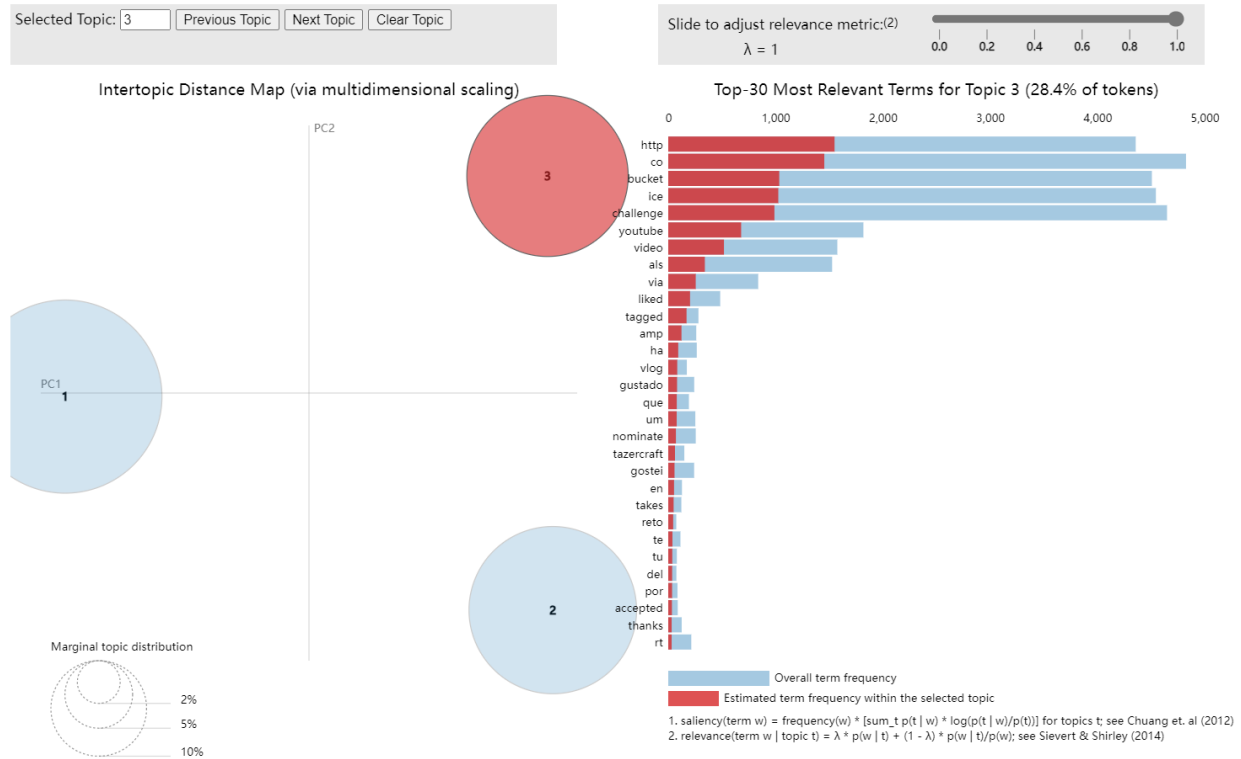 Selected Topic: 3 Previous Topic Next Topic Clear Topic
Slide to adjust relevance metric:(2)
λ = 1
0.0 0.2 0.4 0.6 0.8 1.0
Intertopic Distance Map (via multidimensional scaling)
PC2
PC1
1
2
3
Marginal topic distribution
2%
5%
10%
Top-30 Most Relevant Terms for Topic 3 (28.4% of tokens)
0 1,000 2,000 3,000 4,000 5,000
http
co
bucket
ice
challenge
youtube
video
als
via
liked
tagged
amp
ha
vlog
gustado
que
um
nominate
tazercraft
gostei
en
takes
reto
te
tu
del
por
accepted
thanks
rt
Overall term frequency
Estimated term frequency within the selected topic
1. saliency(term w) = frequency(w) * [sum_t p(t | w) * log(p(t | w)/p(t))] for topics t; see Chuang et. al (2012)
2. relevance(term w | topic t) = λ * p(w | t) + (1 - λ) * p(w | t)/p(w); see Sievert & Shirley (2014)